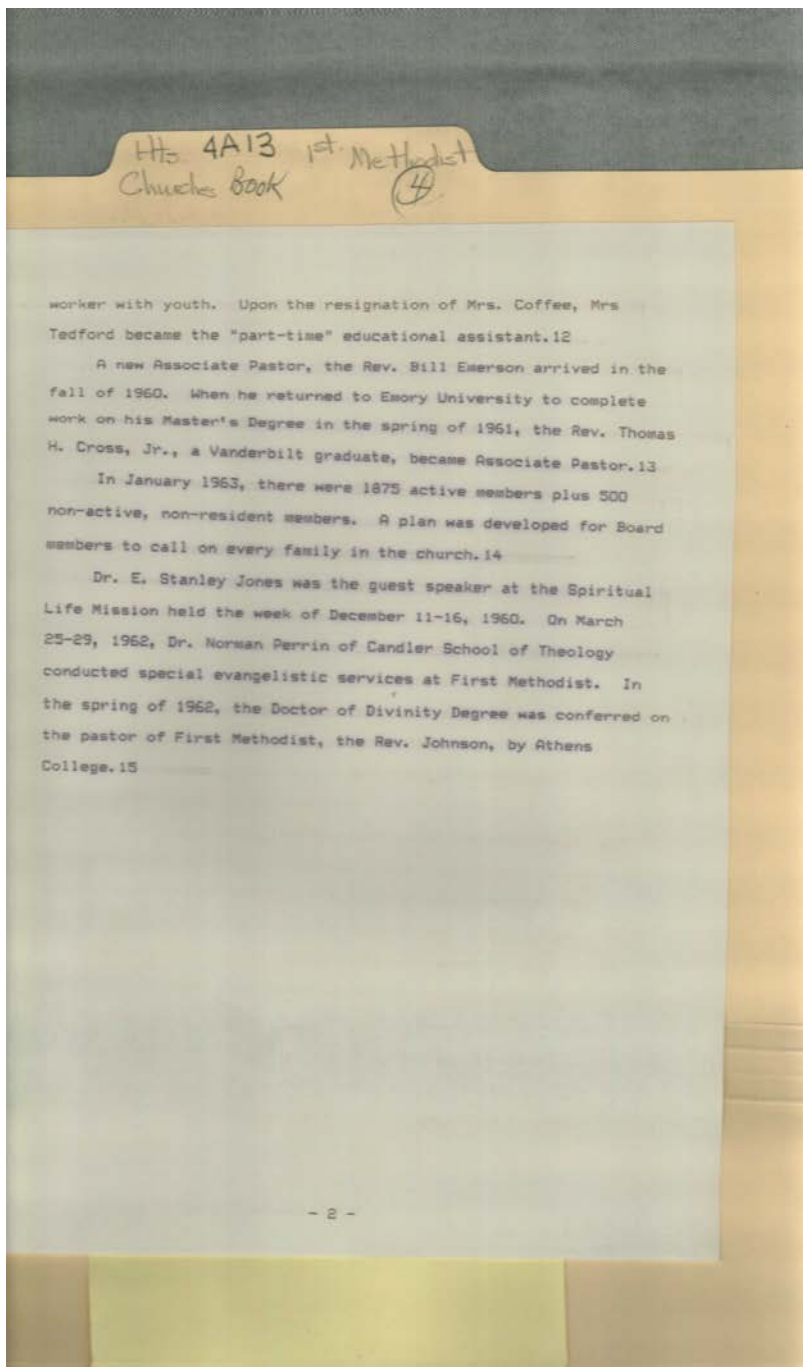 HHs 4A13 1st. Methodist
Churches Book 4
worker with youth. Upon the resignation of Mrs. Coffee, Mrs
Tedford became the "part-time" educational assistant.12
A new Associate Pastor, the Rev. Bill Emerson arrived in the
fall of 1960. When he returned to Emory University to complete
work on his Master's Degree in the spring of 1961, the Rev. Thomas
H. Cross, Jr., a Vanderbilt graduate, became Associate Pastor.13
In January 1963, there were 1875 active members plus 500
non-active, non-resident members. A plan was developed for Board
members to call on every family in the church.14
Dr. E. Stanley Jones was the guest speaker at the Spiritual
Life Mission held the week of December 11-16, 1960. On March
25-29, 1962, Dr. Norman Perrin of Candler School of Theology
conducted special evangelistic services at First Methodist. In
the spring of 1962, the Doctor of Divinity Degree was conferred on
the pastor of First Methodist, the Rev. Johnson, by Athens
College.15
- 2 -